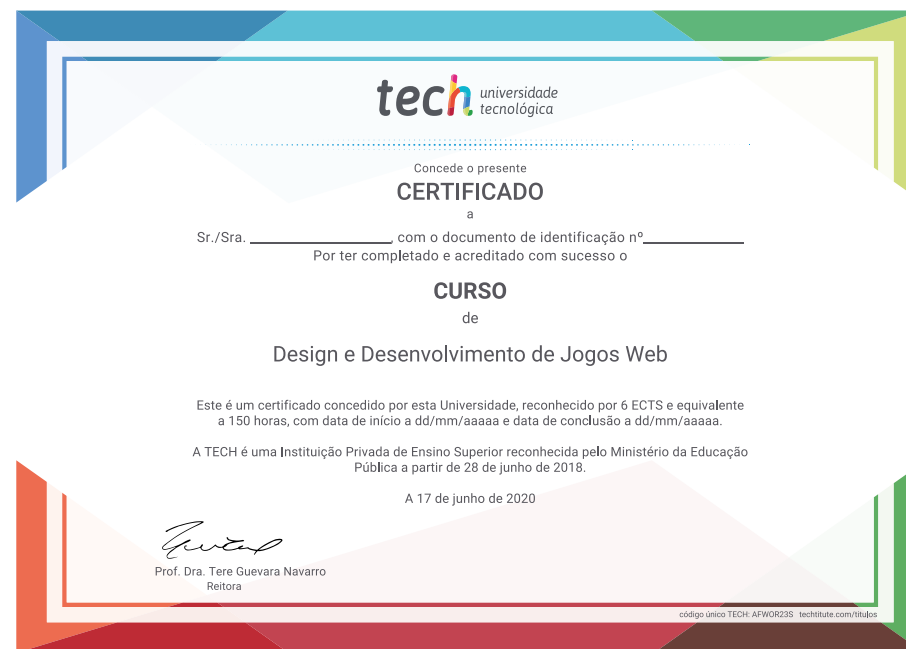 tech universidade
tecnológica
Concede o presente
CERTIFICADO
a
Sr./Sra. ____________________, com o documento de identificação nº______________
Por ter completado e acreditado com sucesso o
CURSO
de
Design e Desenvolvimento de Jogos Web
Este é um certificado concedido por esta Universidade, reconhecido por 6 ECTS e equivalente
a 150 horas, com data de início a dd/mm/aaaaa e data de conclusão a dd/mm/aaaaa.
A TECH é uma Instituição Privada de Ensino Superior reconhecida pelo Ministério da Educação
Pública a partir de 28 de junho de 2018.
A 17 de junho de 2020
Prof. Dra. Tere Guevara Navarro
Reitora
código único TECH: AFWOR23S techtitute.com/titulos